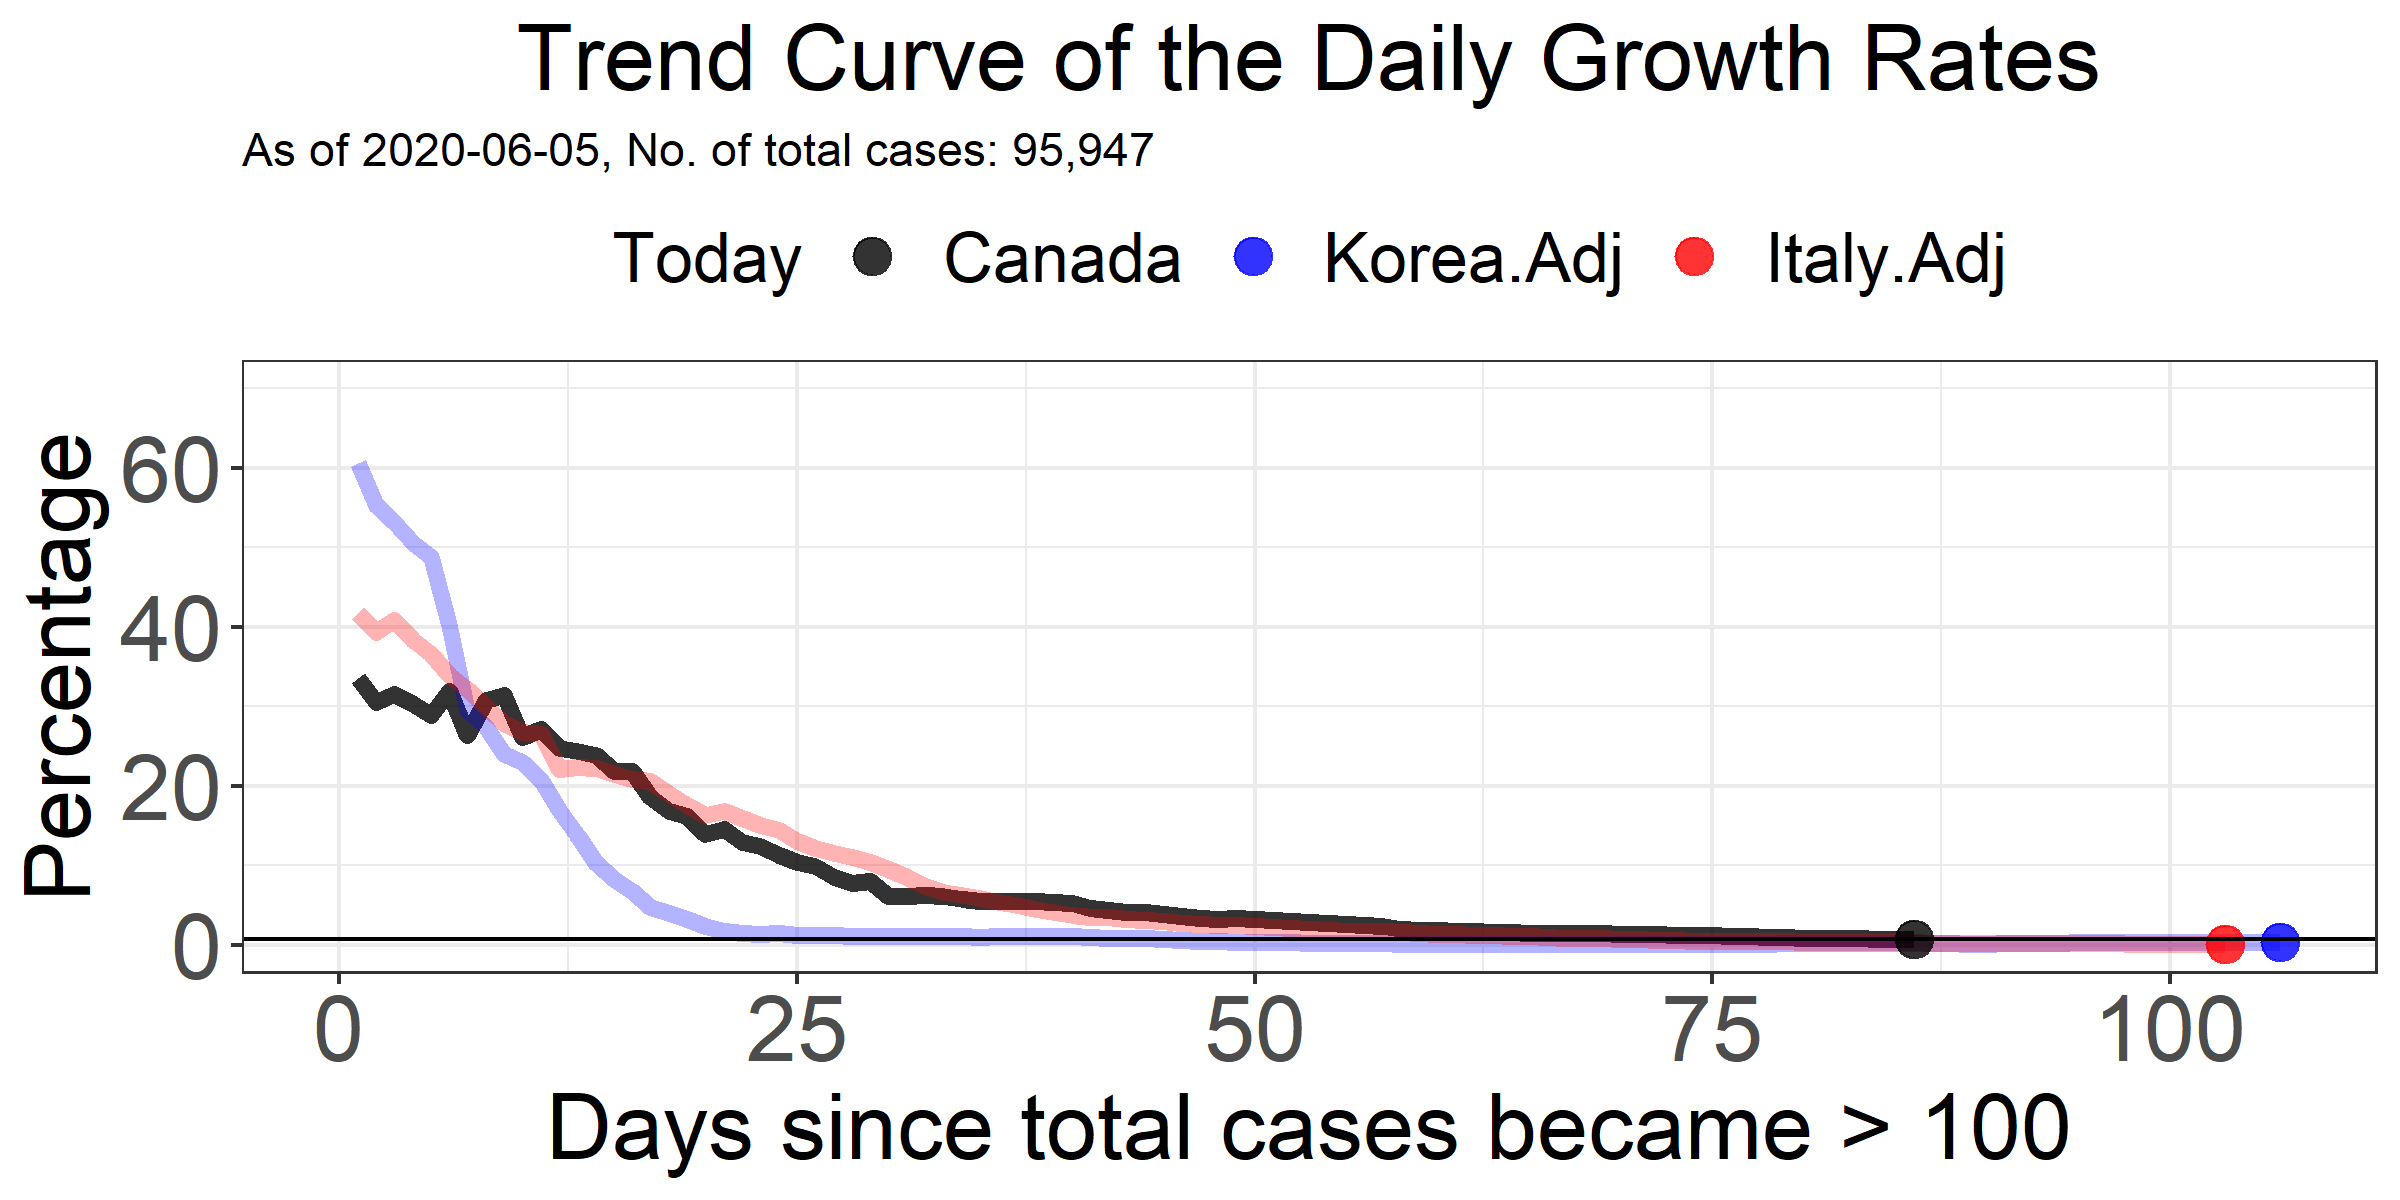 Trend Curve of the Daily Growth Rates
As of 2020-06-05, No. of total cases: 95,947
Today Canada Korea.Adj Italy.Adj
Percentage
60
40
20
0
0 25 50 75 100
Days since total cases became > 100